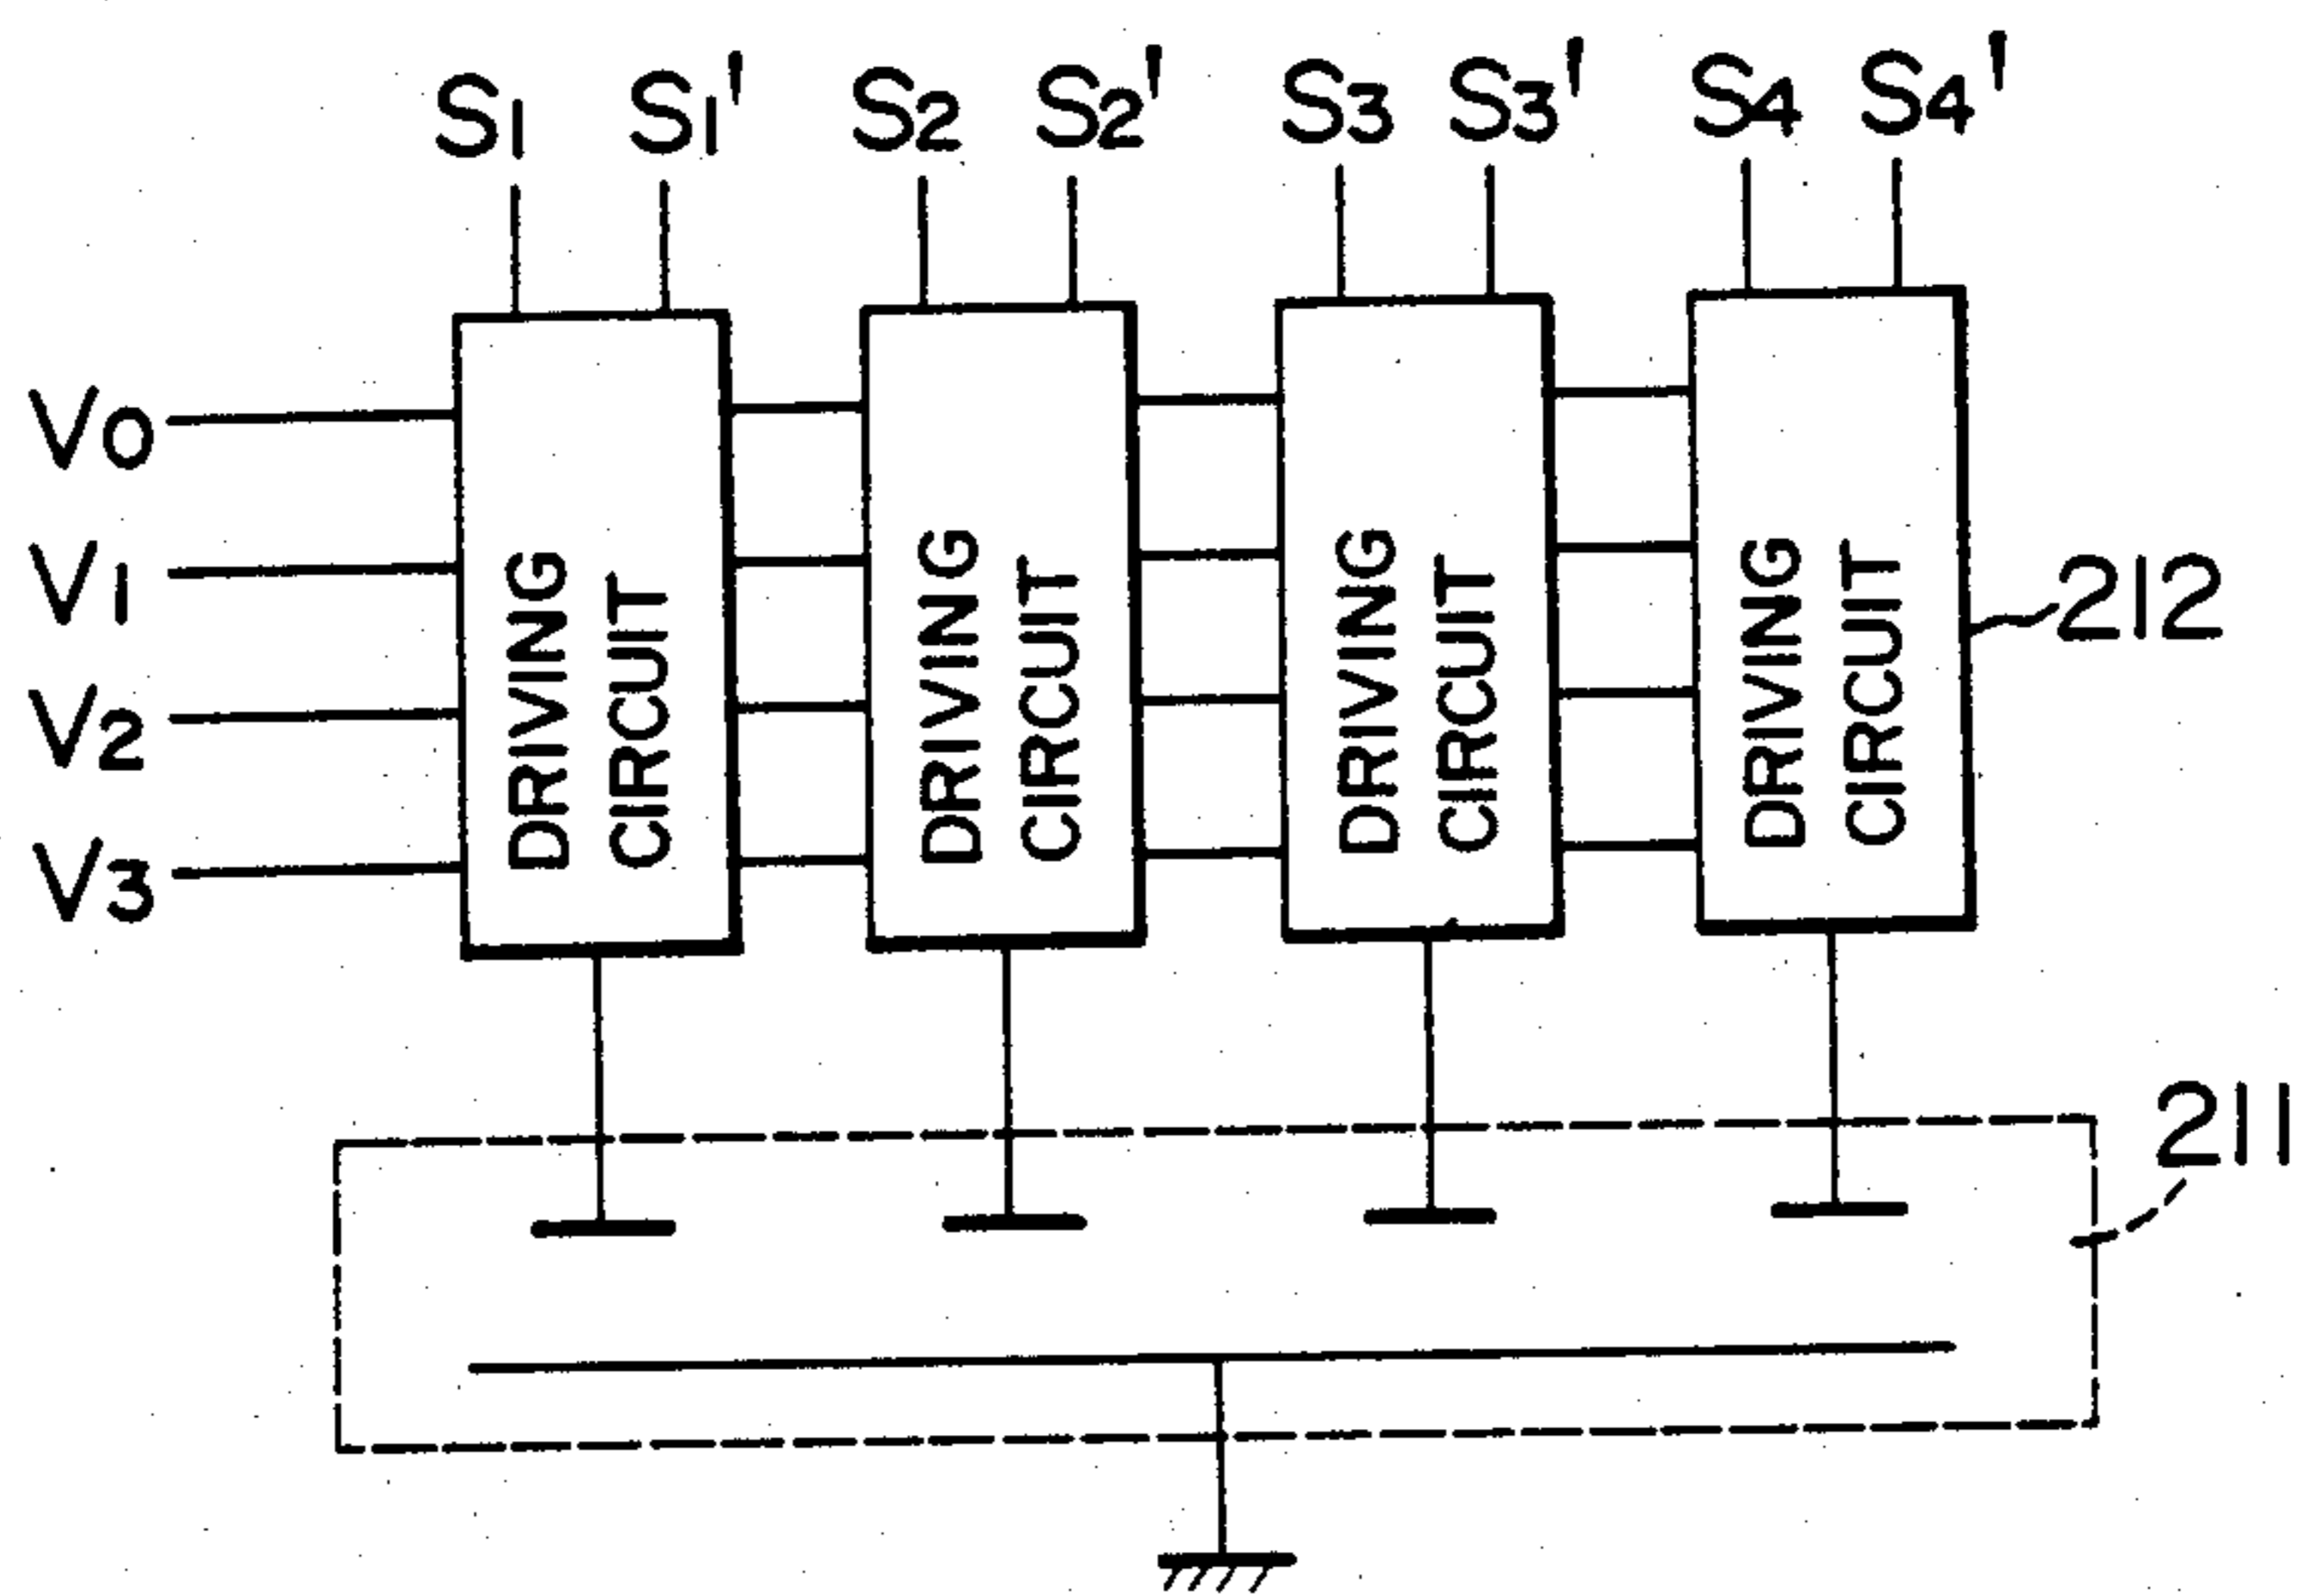 S1 S1' S2 S2' S3 S3' S4 S4'
V0
V1
V2
V3
DRIVING
CIRCUIT
DRIVING
CIRCUIT
DRIVING
CIRCUIT
DRIVING
CIRCUIT
212
211